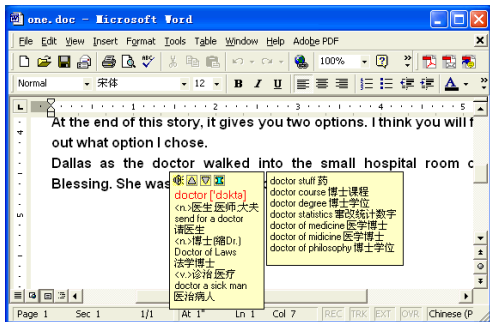 one.doc - Microsoft Word
File Edit View Insert Format Tools Table Window Help Adobe PDF
100%
Normal 宋体 12 B I U A
1 2 3 4 5
At the end of this story, it gives you two options. I think you will f
out what option I chose.
Dallas as the doctor walked into the small hospital room o
Blessing. She was
doctor ['dɔktə]
<n.>医生 医师;大夫
send for a doctor
请医生
<n.>博士(缩Dr.)
Doctor of Laws
法学博士
<v.>诊治 医疗
doctor a sick man
医治病人
doctor stuff 药
doctor course 博士课程
doctor degree 博士学位
doctor statistics 窜改统计数字
doctor of medicine 医学博士
doctor of midicine 医学博士
doctor of philosophy 博士学位
Page 1 Sec 1 1/1 At 1" Ln 1 Col 7 REC TRK EXT OVR Chinese (P